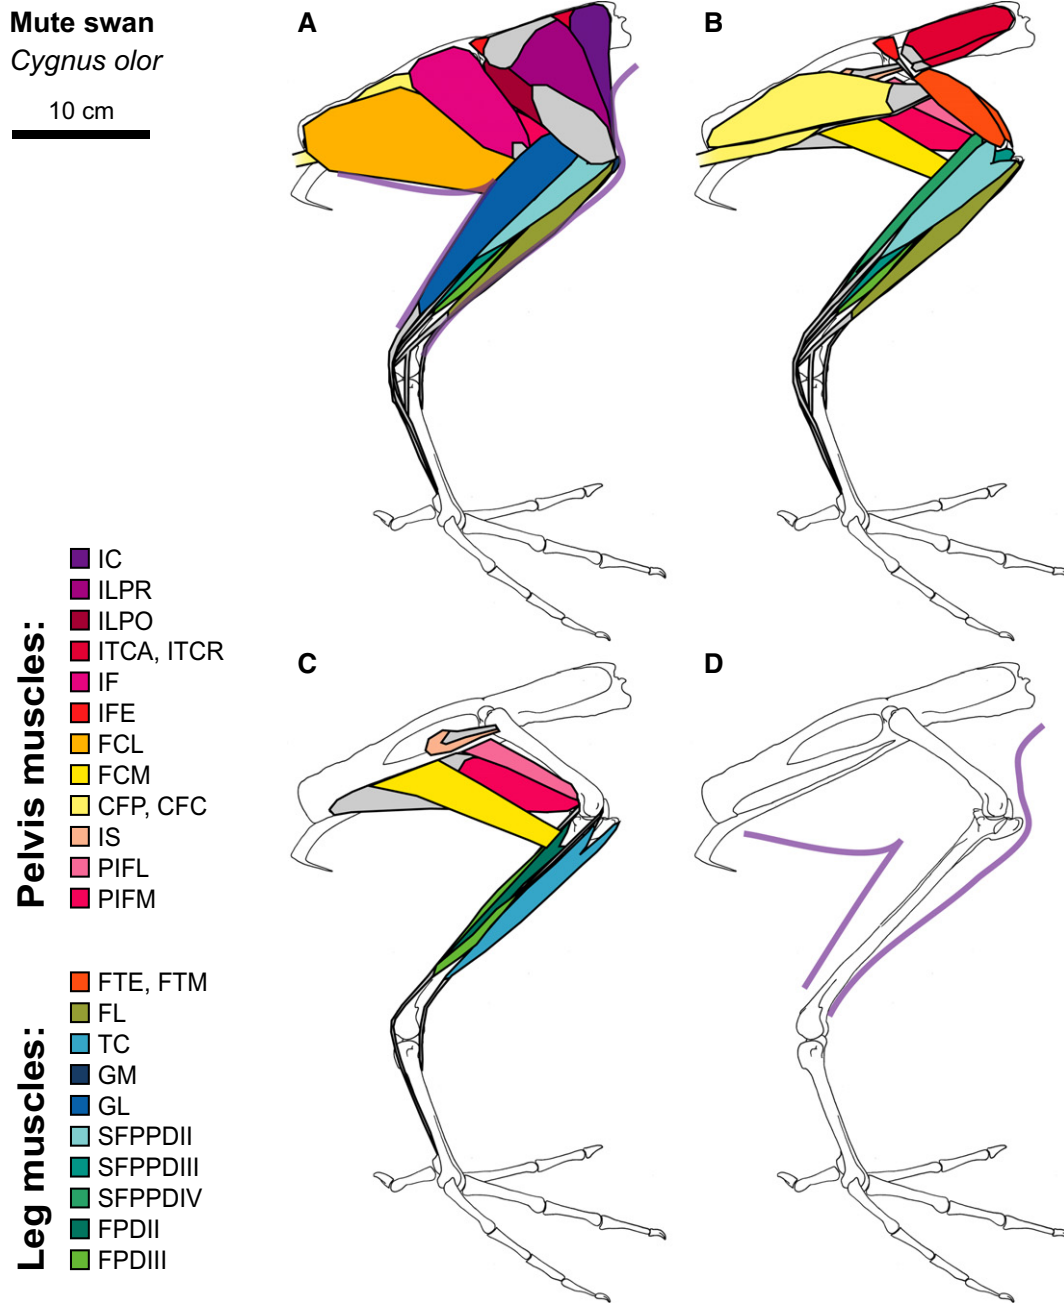 Mute swan
Cygnus olor
10 cm
A
B
C
D
Pelvis muscles:
IC
ILPR
ILPO
ITCA, ITCR
IF
IFE
FCL
FCM
CFP, CFC
IS
PIFL
PIFM
Leg muscles:
FTE, FTM
FL
TC
GM
GL
SFPPDII
SFPPDIII
SFPPDIV
FPDII
FPDIII